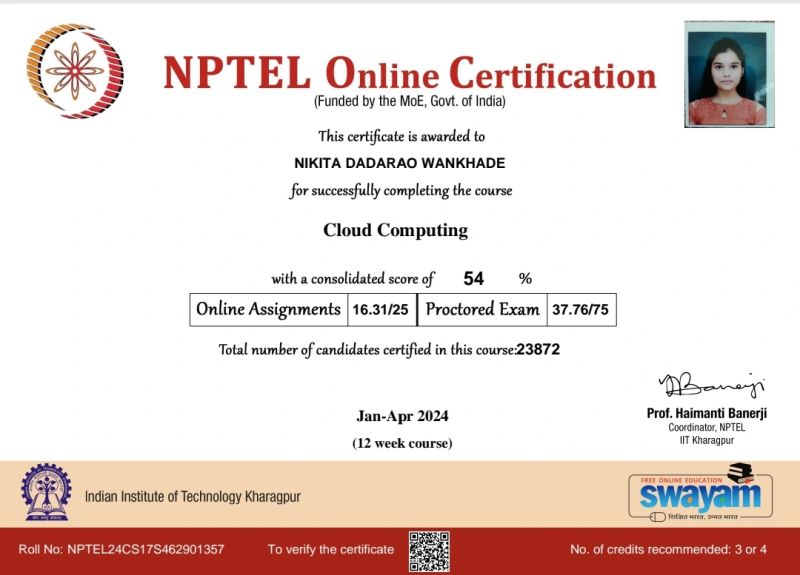 NPTEL Online Certification
(Funded by the MoE, Govt. of India)
This certificate is awarded to
NIKITA DADARAO WANKHADE
for successfully completing the course
Cloud Computing
with a consolidated score of 54 %
Online Assignments 16.31/25 Proctored Exam 37.76/75
Total number of candidates certified in this course:23872
Jan-Apr 2024
(12 week course)
Prof. Haimanti Banerji
Coordinator, NPTEL
IIT Kharagpur
Indian Institute of Technology Kharagpur
FREE ONLINE EDUCATION
swayam
शिक्षित भारत, उन्नत भारत
Roll No: NPTEL24CS17S462901357
To verify the certificate
No. of credits recommended: 3 or 4